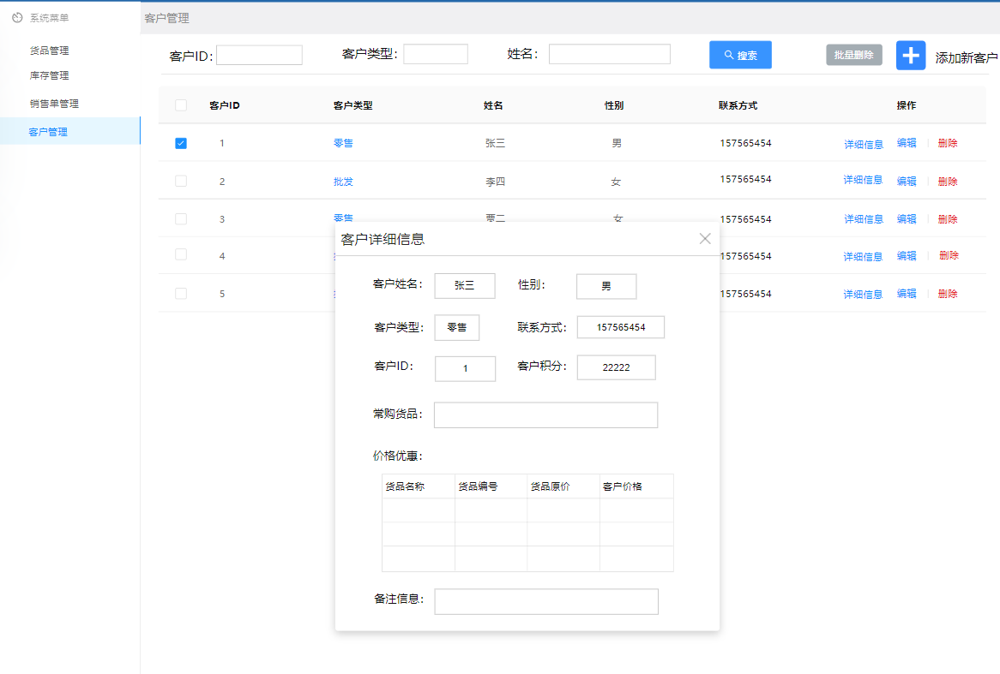 系统菜单
客户管理
货品管理
库存管理
销售单管理
客户管理
客户ID: 客户类型: 姓名: 搜索 批量删除 添加新客户
客户ID 客户类型 姓名 性别 联系方式 操作
1 零售 张三 男 157565454 详细信息 编辑 删除
2 批发 李四 女 157565454 详细信息 编辑 删除
3 零售 贾二 女 157565454 详细信息 编辑 删除
4 157565454 详细信息 编辑 删除
5 157565454 详细信息 编辑 删除
客户详细信息
客户姓名: 张三 性别: 男
客户类型: 零售 联系方式: 157565454
客户ID: 1 客户积分: 22222
常购货品:
价格优惠:
货品名称 货品编号 货品原价 客户价格
备注信息: